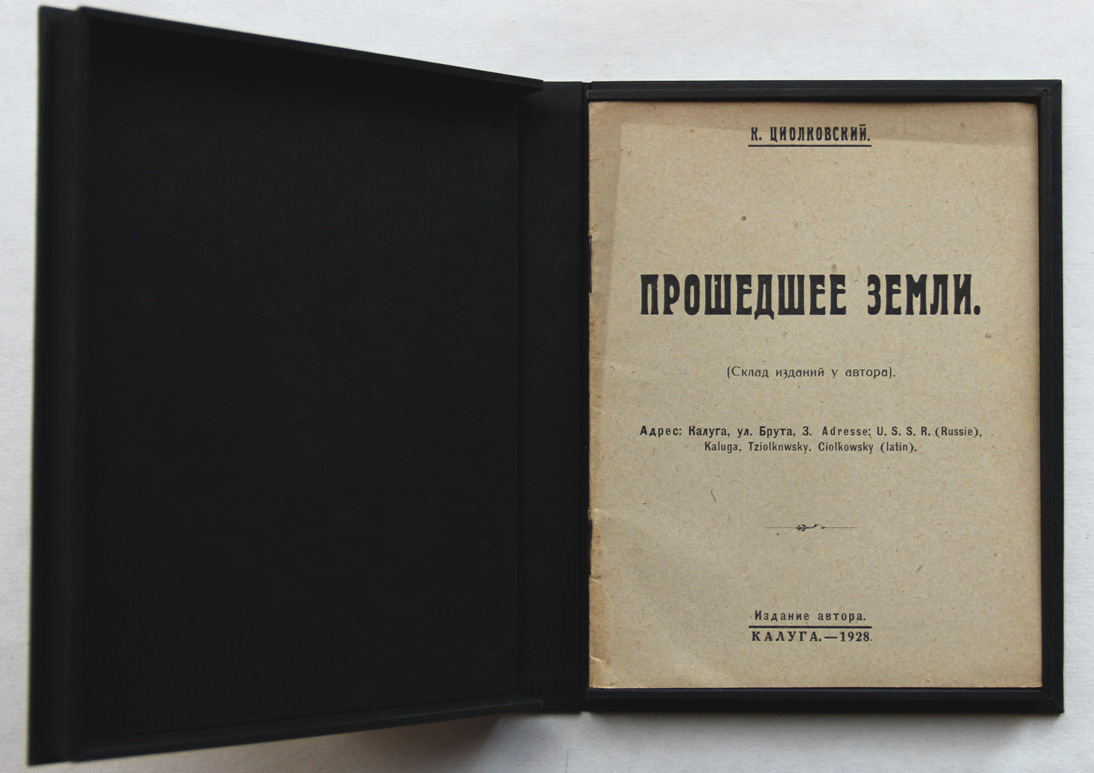 К. ЦИОЛКОВСКИЙ.
ПРОШЕДШЕЕ ЗЕМЛИ.
(Склад изданий у автора).
Адрес: Калуга, ул. Брута, 3. Adresse: U. S. S. R. (Russie),
Kaluga, Tziolknwsky. Ciolkowsky (latin).
Издание автора.
КАЛУГА.—1928.